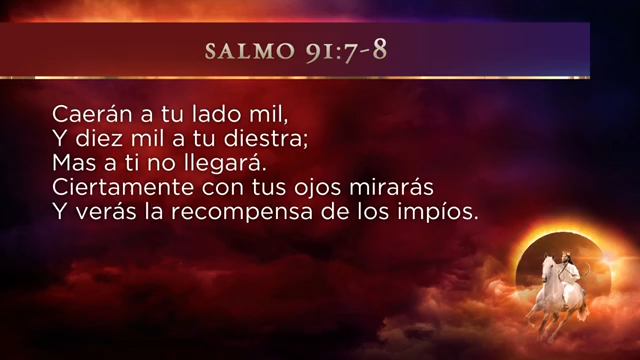 SALMO 91:7-8
Caerán a tu lado mil,
Y diez mil a tu diestra;
Mas a ti no llegará.
Ciertamente con tus ojos mirarás
Y verás la recompensa de los impíos.